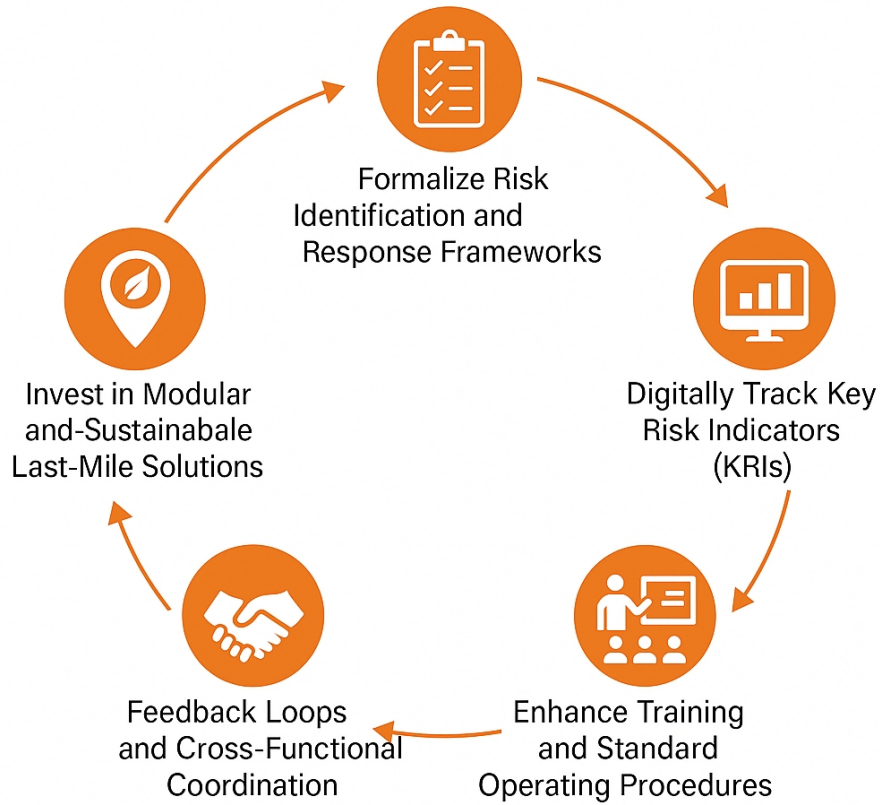 Formalize Risk
Identification and
Response Frameworks
Digitally Track Key
Risk Indicators
(KRIs)
Enhance Training
and Standard
Operating Procedures
Feedback Loops
and Cross-Functional
Coordination
Invest in Modular
and-Sustainabale
Last-Mile Solutions